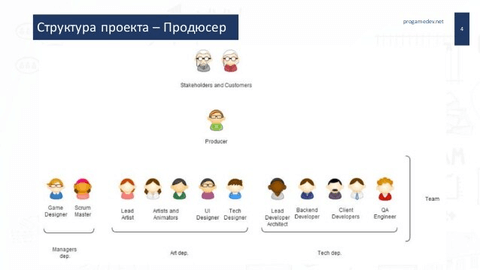 Структура проекта – Продюсер
progamedev.net
4
Stakeholders and Customers
Producer
Game
Designer
Scrum
Master
Lead
Artist
Artists and
Animators
UI
Designer
Tech
Designer
Lead
Developer
Architect
Backend
Developer
Client
Developers
QA
Engineer
Team
Managers
dep.
Art dep.
Tech dep.